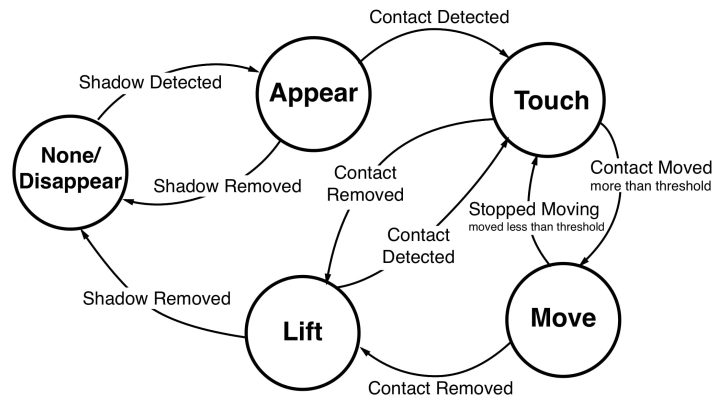 Contact Detected
Shadow Detected
Appear
Touch
None/
Disappear
Shadow Removed
Contact
Removed
Contact Moved
more than threshold
Stopped Moving
moved less than threshold
Contact
Detected
Shadow Removed
Lift
Move
Contact Removed